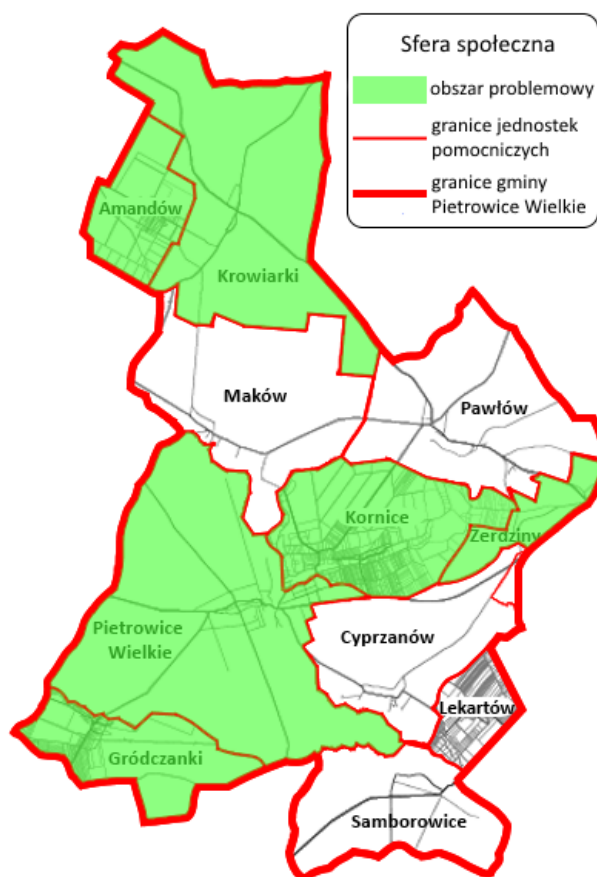 Sfera społeczna
obszar problemowy
granice jednostek
pomocniczych
granice gminy
Pietrowice Wielkie
Amandów
Krowiarki
Maków
Pawłów
Kornice
Żerdziny
Pietrowice
Wielkie
Cyprzanów
Lekartów
Gródczanki
Samborowice